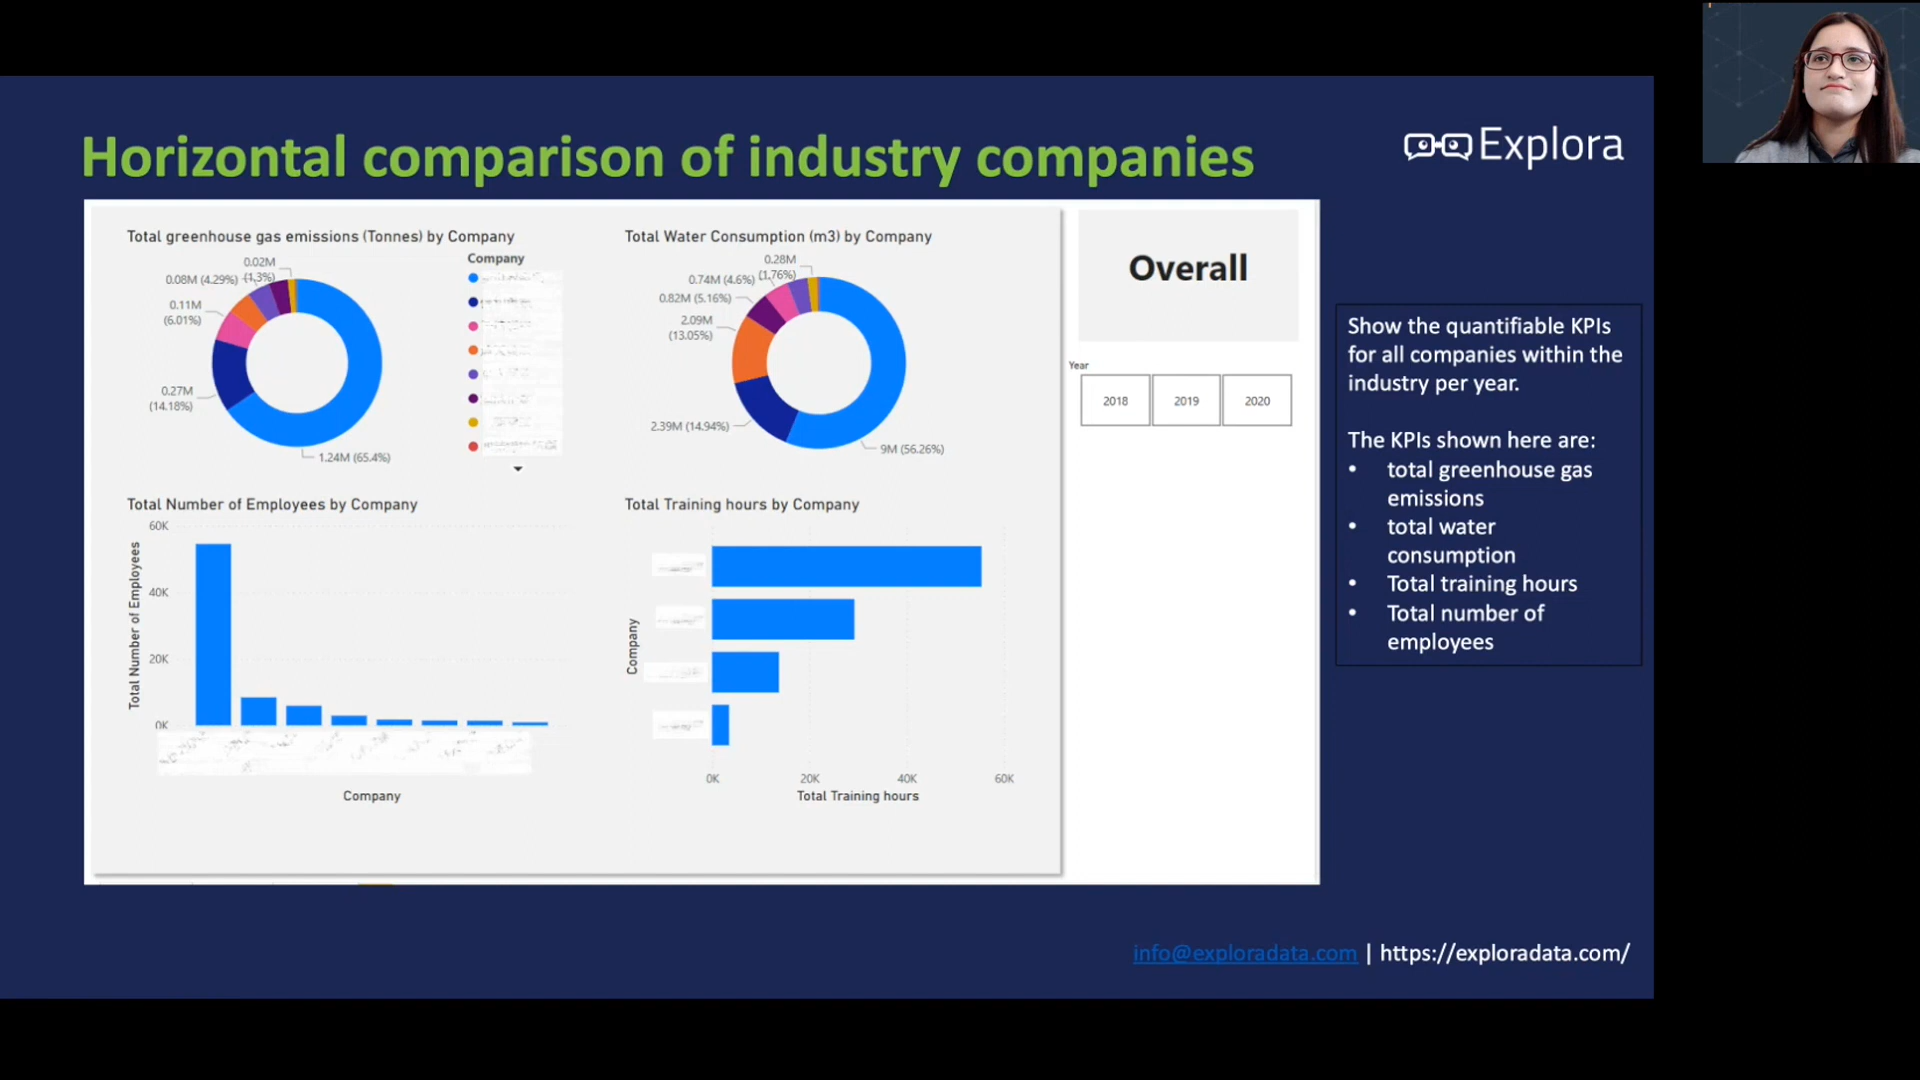 Horizontal comparison of industry companies
Explora
Total greenhouse gas emissions (Tonnes) by Company
0.02M
(1.3%)
0.08M (4.29%)
0.11M
(6.01%)
0.27M
(14.18%)
1.24M (65.4%)
Company
Total Water Consumption (m3) by Company
0.28M
(1.76%)
0.74M (4.6%)
0.82M (5.16%)
2.09M
(13.05%)
2.39M (14.94%)
9M (56.26%)
Overall
Year
2018
2019
2020
Total Number of Employees by Company
Total Number of Employees
60K
40K
20K
0K
Company
Total Training hours by Company
Company
0K
20K
40K
60K
Total Training hours
Show the quantifiable KPIs
for all companies within the
industry per year.
The KPIs shown here are:
• total greenhouse gas
emissions
• total water
consumption
• Total training hours
• Total number of
employees
info@exploradata.com | https://exploradata.com/